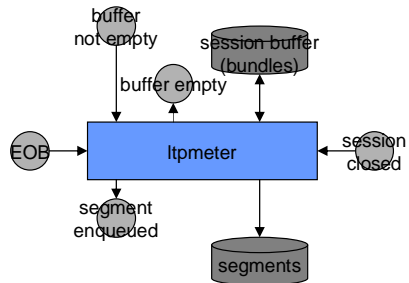 buffer
not empty
session buffer
(bundles)
buffer empty
EOB
ltpmeter
session
closed
segment
enqueued
segments